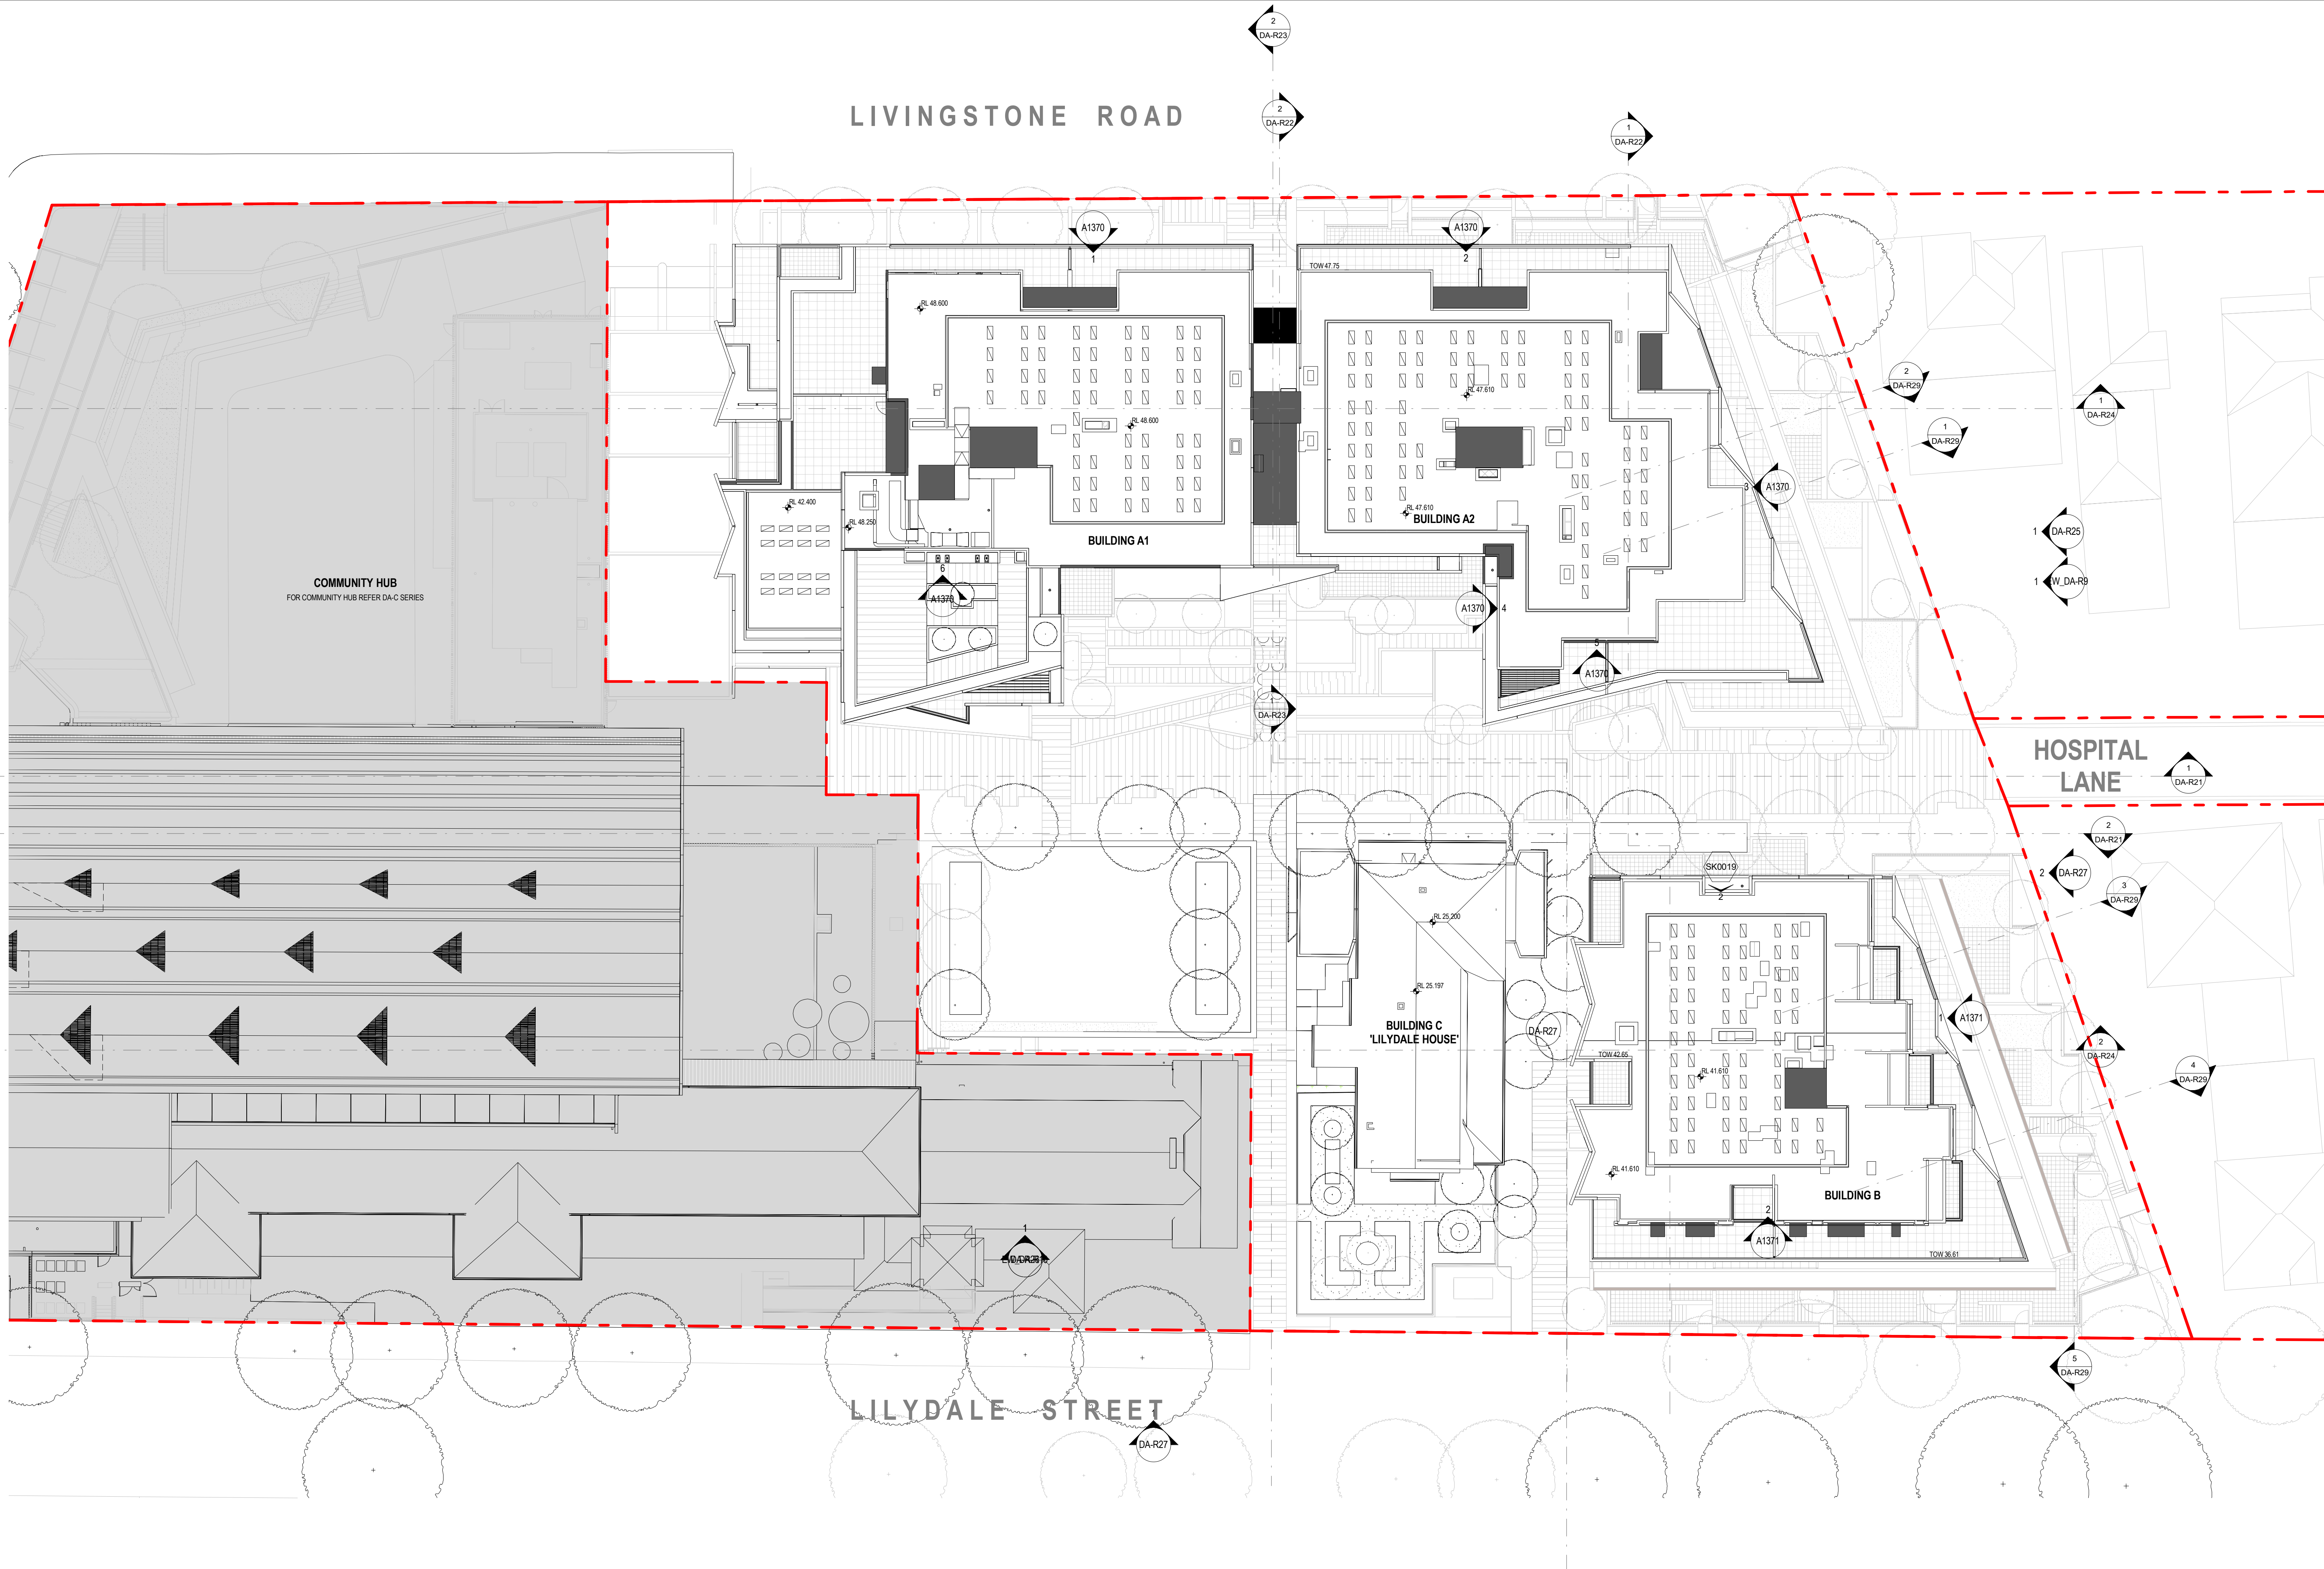 2
DA-R23
LIVINGSTONE ROAD
2
DA-R22
1
DA-R22
A1370
1
A1370
2
TOW 47.75
RL 48.600
RL 48.600
RL 47.610
2
DA-R29
1
DA-R24
1
DA-R29
3
A1370
RL 42.400
RL 48.250
RL 47.610
BUILDING A2
BUILDING A1
1
DA-R25
COMMUNITY HUB
FOR COMMUNITY HUB REFER DA-C SERIES
6
A1370
1
A1370
4
5
A1370
1
DA-R23
HOSPITAL
LANE
1
DA-R21
2
DA-R21
SK0019
2
2
DA-R27
3
DA-R29
RL 25.200
RL 25.197
BUILDING C
'LILYDALE HOUSE'
DA-R27
1
A1371
TOW 42.65
RL 41.610
2
DA-R24
4
DA-R29
RL 41.610
BUILDING B
2
A1371
TOW 36.61
1
5
DA-R29
LILYDALE STREET
DA-R27